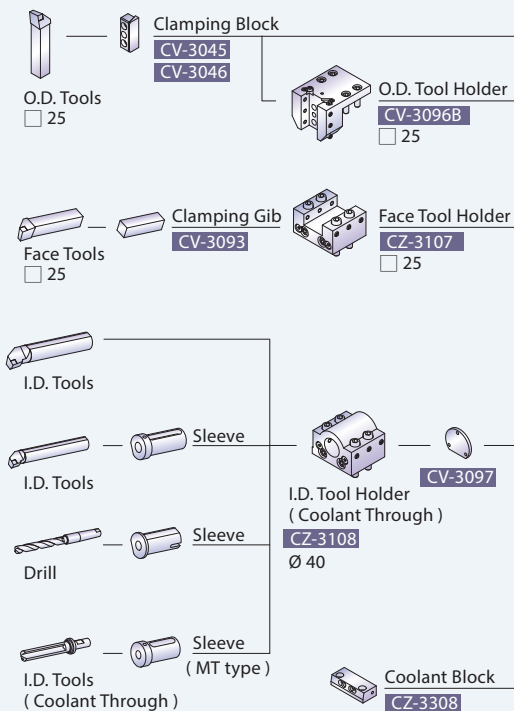 Clamping Block
CV-3045
CV-3046
O.D. Tools
□ 25
O.D. Tool Holder
CV-3096B
□ 25
Clamping Gib
CV-3093
Face Tools
□ 25
Face Tool Holder
CZ-3107
□ 25
I.D. Tools
Sleeve
I.D. Tools
CV-3097
I.D. Tool Holder
( Coolant Through )
CZ-3108
Ø 40
Sleeve
Drill
Sleeve
( MT type )
I.D. Tools
( Coolant Through )
Coolant Block
CZ-3308